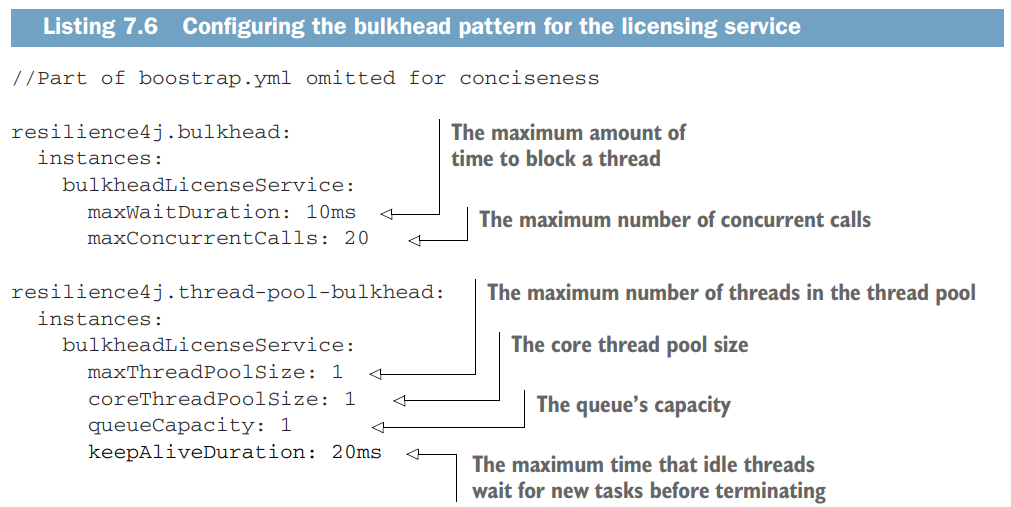 Listing 7.6 Configuring the bulkhead pattern for the licensing service
//Part of boostrap.yml omitted for conciseness
resilience4j.bulkhead:
instances:
bulkheadLicenseService:
maxWaitDuration: 10ms
maxConcurrentCalls: 20
The maximum amount of
time to block a thread
The maximum number of concurrent calls
resilience4j.thread-pool-bulkhead:
instances:
bulkheadLicenseService:
maxThreadPoolSize: 1
coreThreadPoolSize: 1
queueCapacity: 1
keepAliveDuration: 20ms
The maximum number of threads in the thread pool
The core thread pool size
The queue's capacity
The maximum time that idle threads
wait for new tasks before terminating